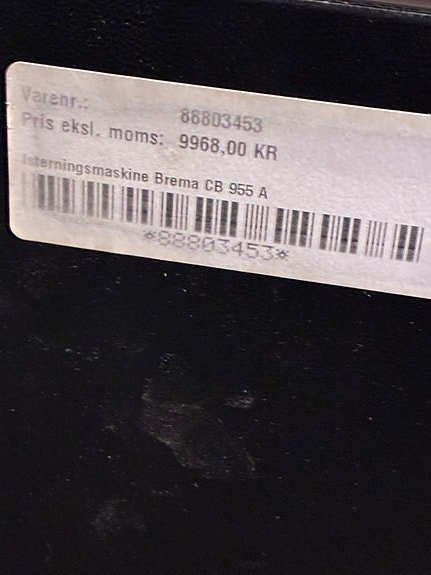 Varenr.: 88803453
Pris eksl. moms: 9968,00 KR
Isterningsmaskine Brema CB 955 A
*88803453*